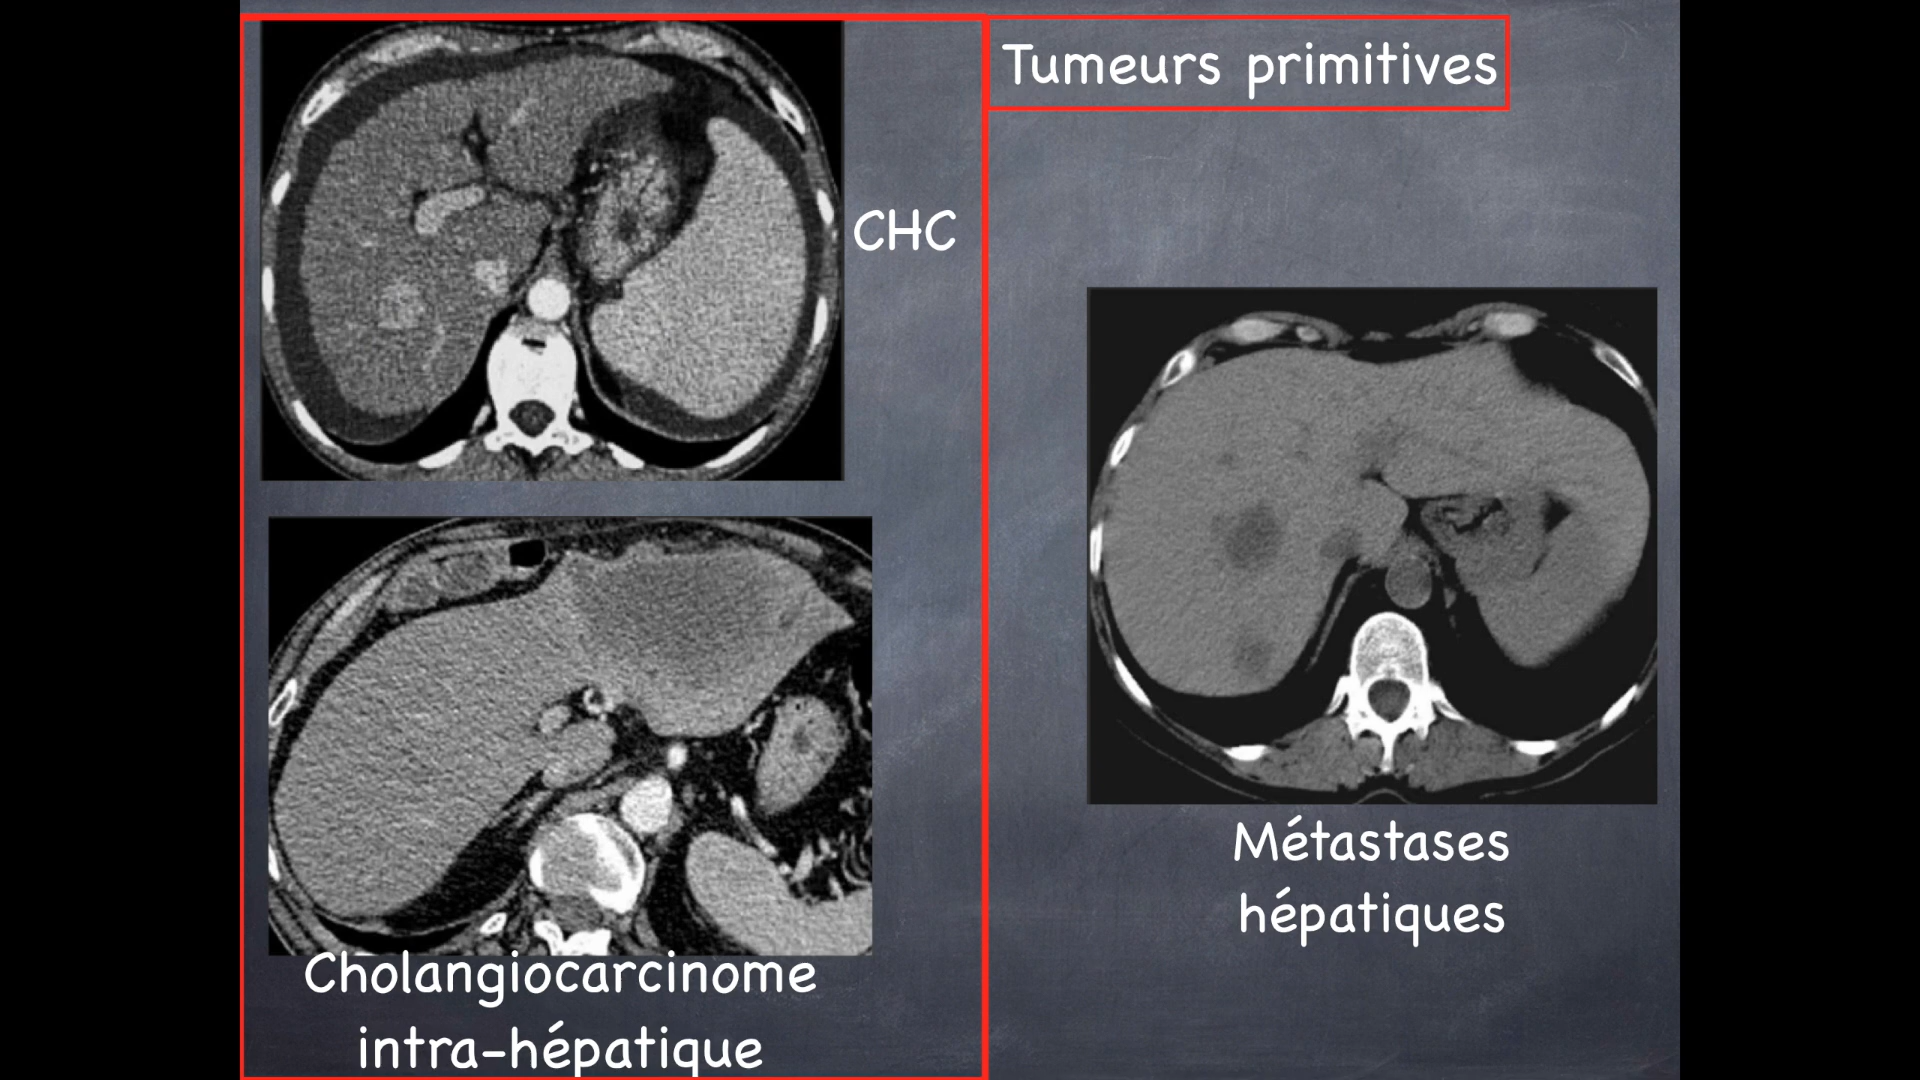 Tumeurs primitives
CHC
Cholangiocarcinome
intra-hépatique
Métastases
hépatiques